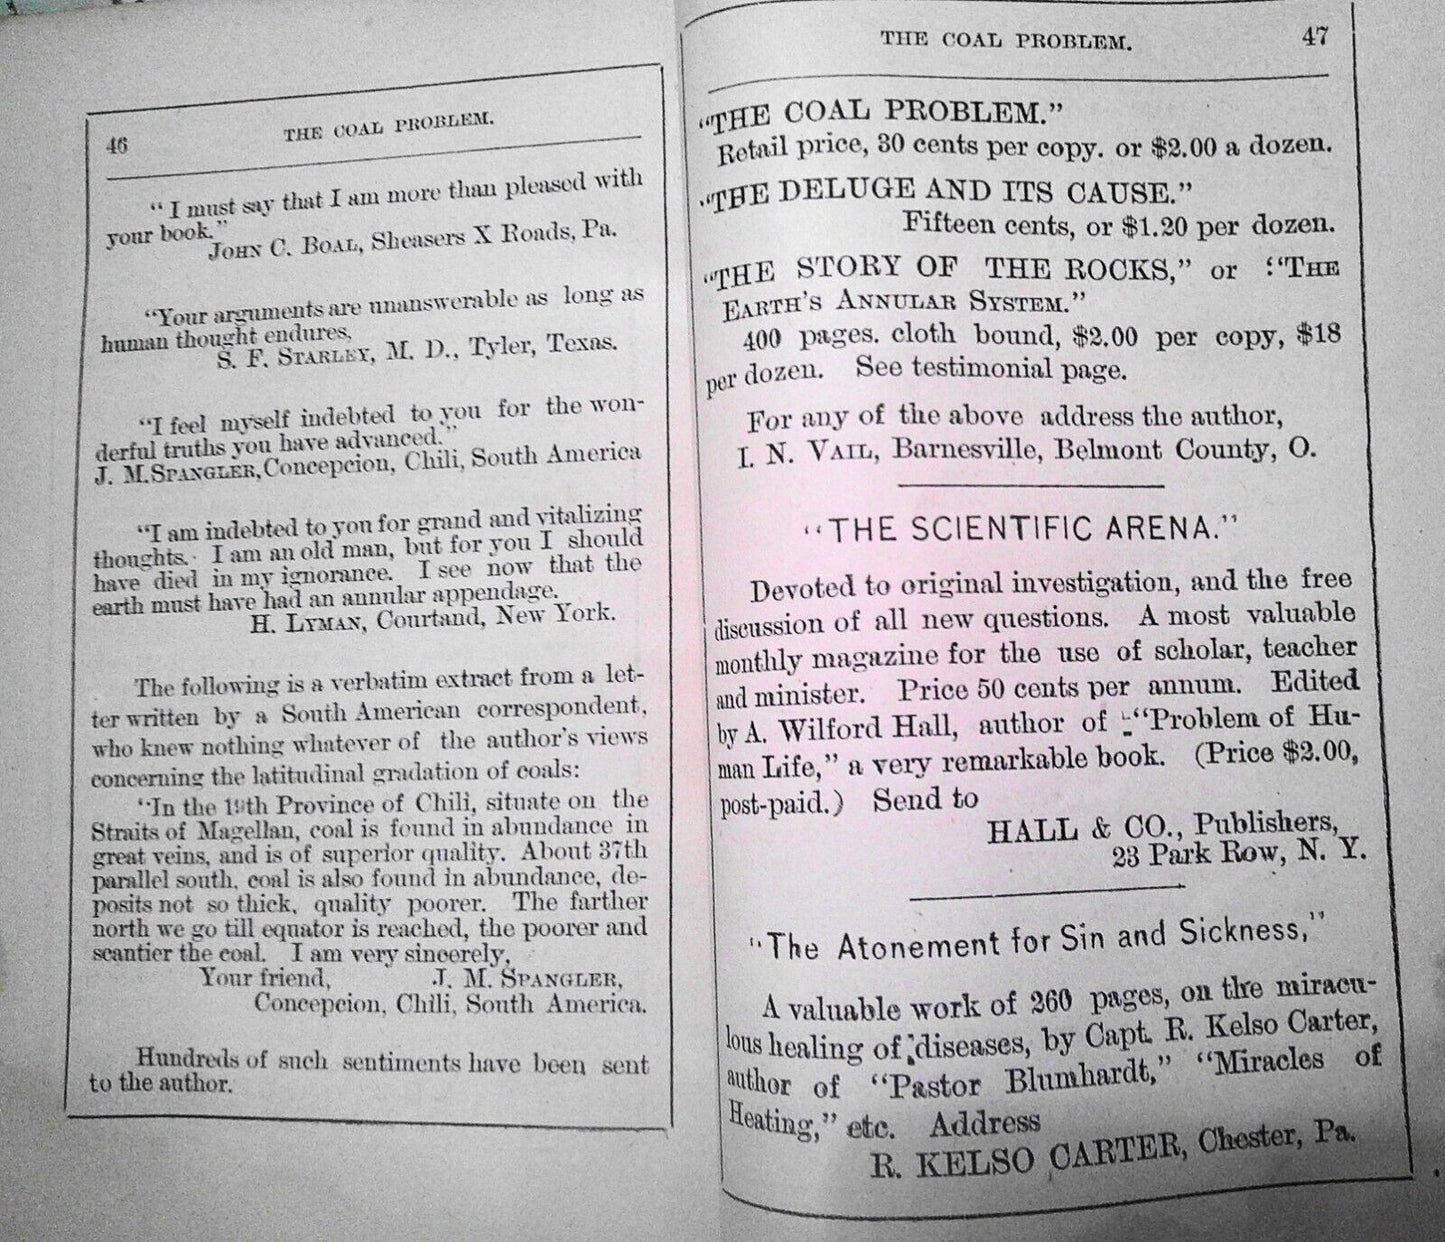 46
THE COAL PROBLEM.
"I must say that I am more than pleased with
your book."
JOHN C. BOAL, Sheasers X Roads, Pa.
"Your arguments are unanswerable as long as
human thought endures.
S. F. STARLEY, M. D., Tyler, Texas.
"I feel myself indebted to you for the won-
derful truths you have advanced."
J. M. SPANGLER, Concepcion, Chili, South America
"I am indebted to you for grand and vitalizing
thoughts. I am an old man, but for you I should
have died in my ignorance. I see now that the
earth must have had an annular appendage.
H. LYMAN, Courtand, New York.
The following is a verbatim extract from a let-
ter written by a South American correspondent,
who knew nothing whatever of the author's views
concerning the latitudinal gradation of coals:
"In the 19th Province of Chili, situate on the
Straits of Magellan, coal is found in abundance in
great veins, and is of superior quality. About 37th
parallel south, coal is also found in abundance, de-
posits not so thick, quality poorer. The farther
north we go till equator is reached, the poorer and
scantier the coal. I am very sincerely,
Your friend, J. M. SPANGLER,
Concepcion, Chili, South America.
Hundreds of such sentiments have been sent
to the author.
THE COAL PROBLEM. 47
"THE COAL PROBLEM."
Retail price, 30 cents per copy. or $2.00 a dozen.
"THE DELUGE AND ITS CAUSE."
Fifteen cents, or $1.20 per dozen.
"THE STORY OF THE ROCKS," or "THE
EARTH'S ANNULAR SYSTEM."
400 pages. cloth bound, $2.00 per copy, $18
per dozen. See testimonial page.
For any of the above address the author,
I. N. VAIL, Barnesville, Belmont County, O.
"THE SCIENTIFIC ARENA."
Devoted to original investigation, and the free
discussion of all new questions. A most valuable
monthly magazine for the use of scholar, teacher
and minister. Price 50 cents per annum. Edited
by A. Wilford Hall, author of "Problem of Hu-
man Life," a very remarkable book. (Price $2.00,
post-paid.) Send to
HALL & CO., Publishers,
23 Park Row, N. Y.
"The Atonement for Sin and Sickness,"
A valuable work of 260 pages, on the miracu-
lous healing of diseases, by Capt. R. Kelso Carter,
author of "Pastor Blumhardt," "Miracles of
Heating," etc. Address
R. KELSO CARTER, Chester, Pa.